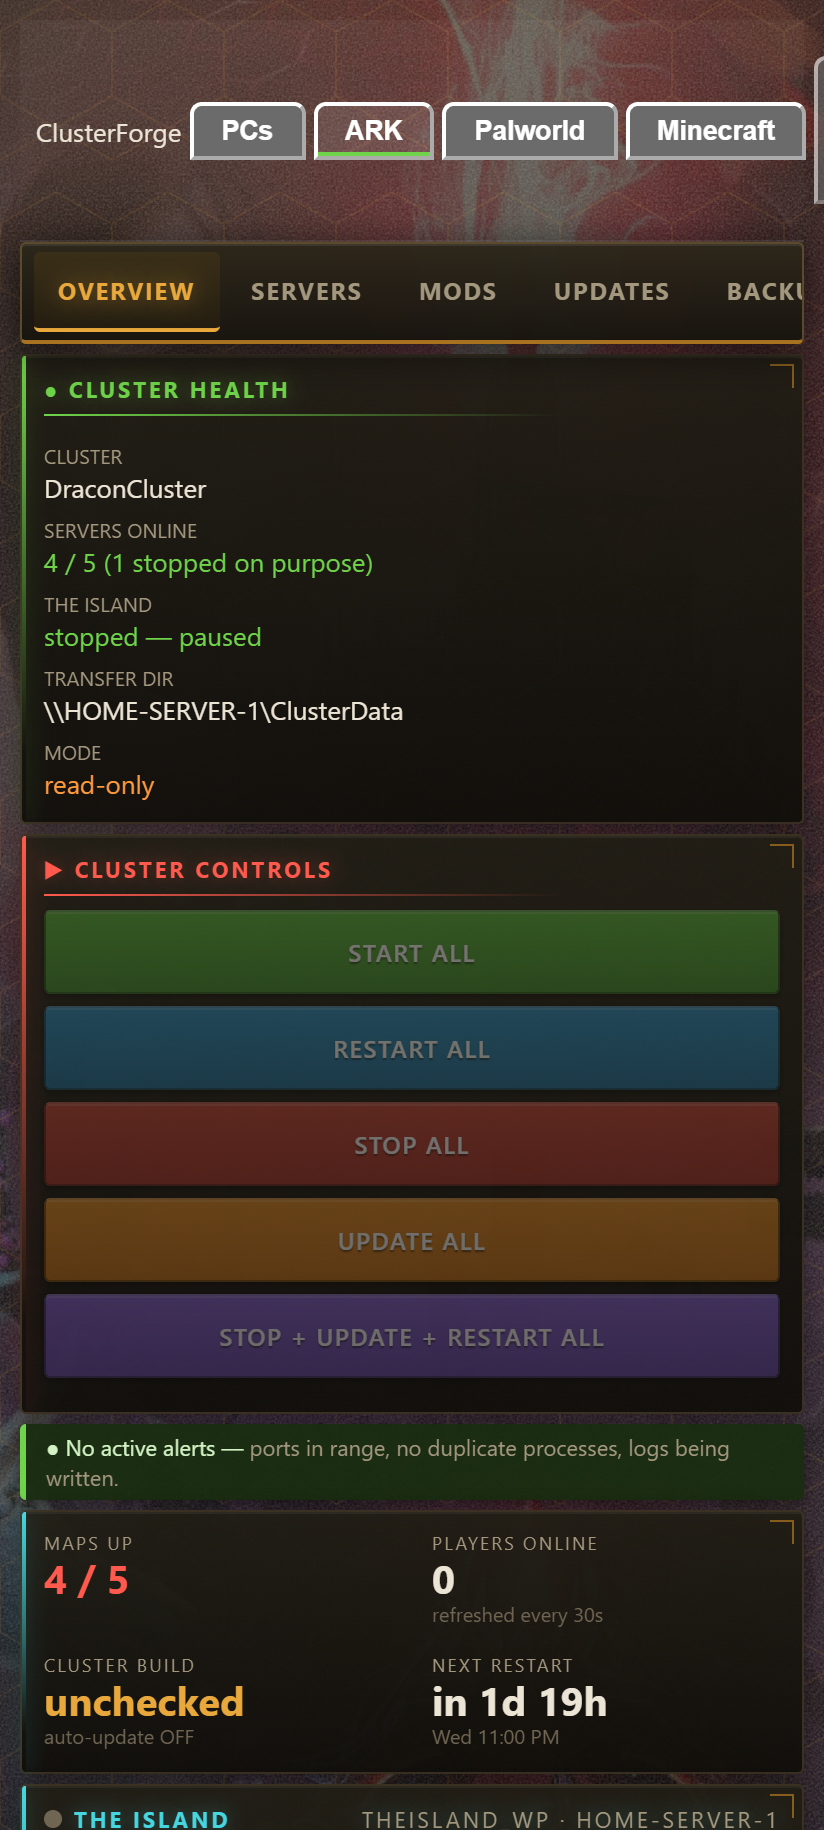 ClusterForge PCs ARK Palworld Minecraft
OVERVIEW SERVERS MODS UPDATES BACKU
● CLUSTER HEALTH
CLUSTER
DraconCluster
SERVERS ONLINE
4 / 5 (1 stopped on purpose)
THE ISLAND
stopped — paused
TRANSFER DIR
\\HOME-SERVER-1\ClusterData
MODE
read-only
▶ CLUSTER CONTROLS
START ALL
RESTART ALL
STOP ALL
UPDATE ALL
STOP + UPDATE + RESTART ALL
● No active alerts — ports in range, no duplicate processes, logs being
written.
MAPS UP
4 / 5
PLAYERS ONLINE
0
refreshed every 30s
CLUSTER BUILD
unchecked
auto-update OFF
NEXT RESTART
in 1d 19h
Wed 11:00 PM
THE ISLAND THEISLAND WP · HOME-SERVER-1